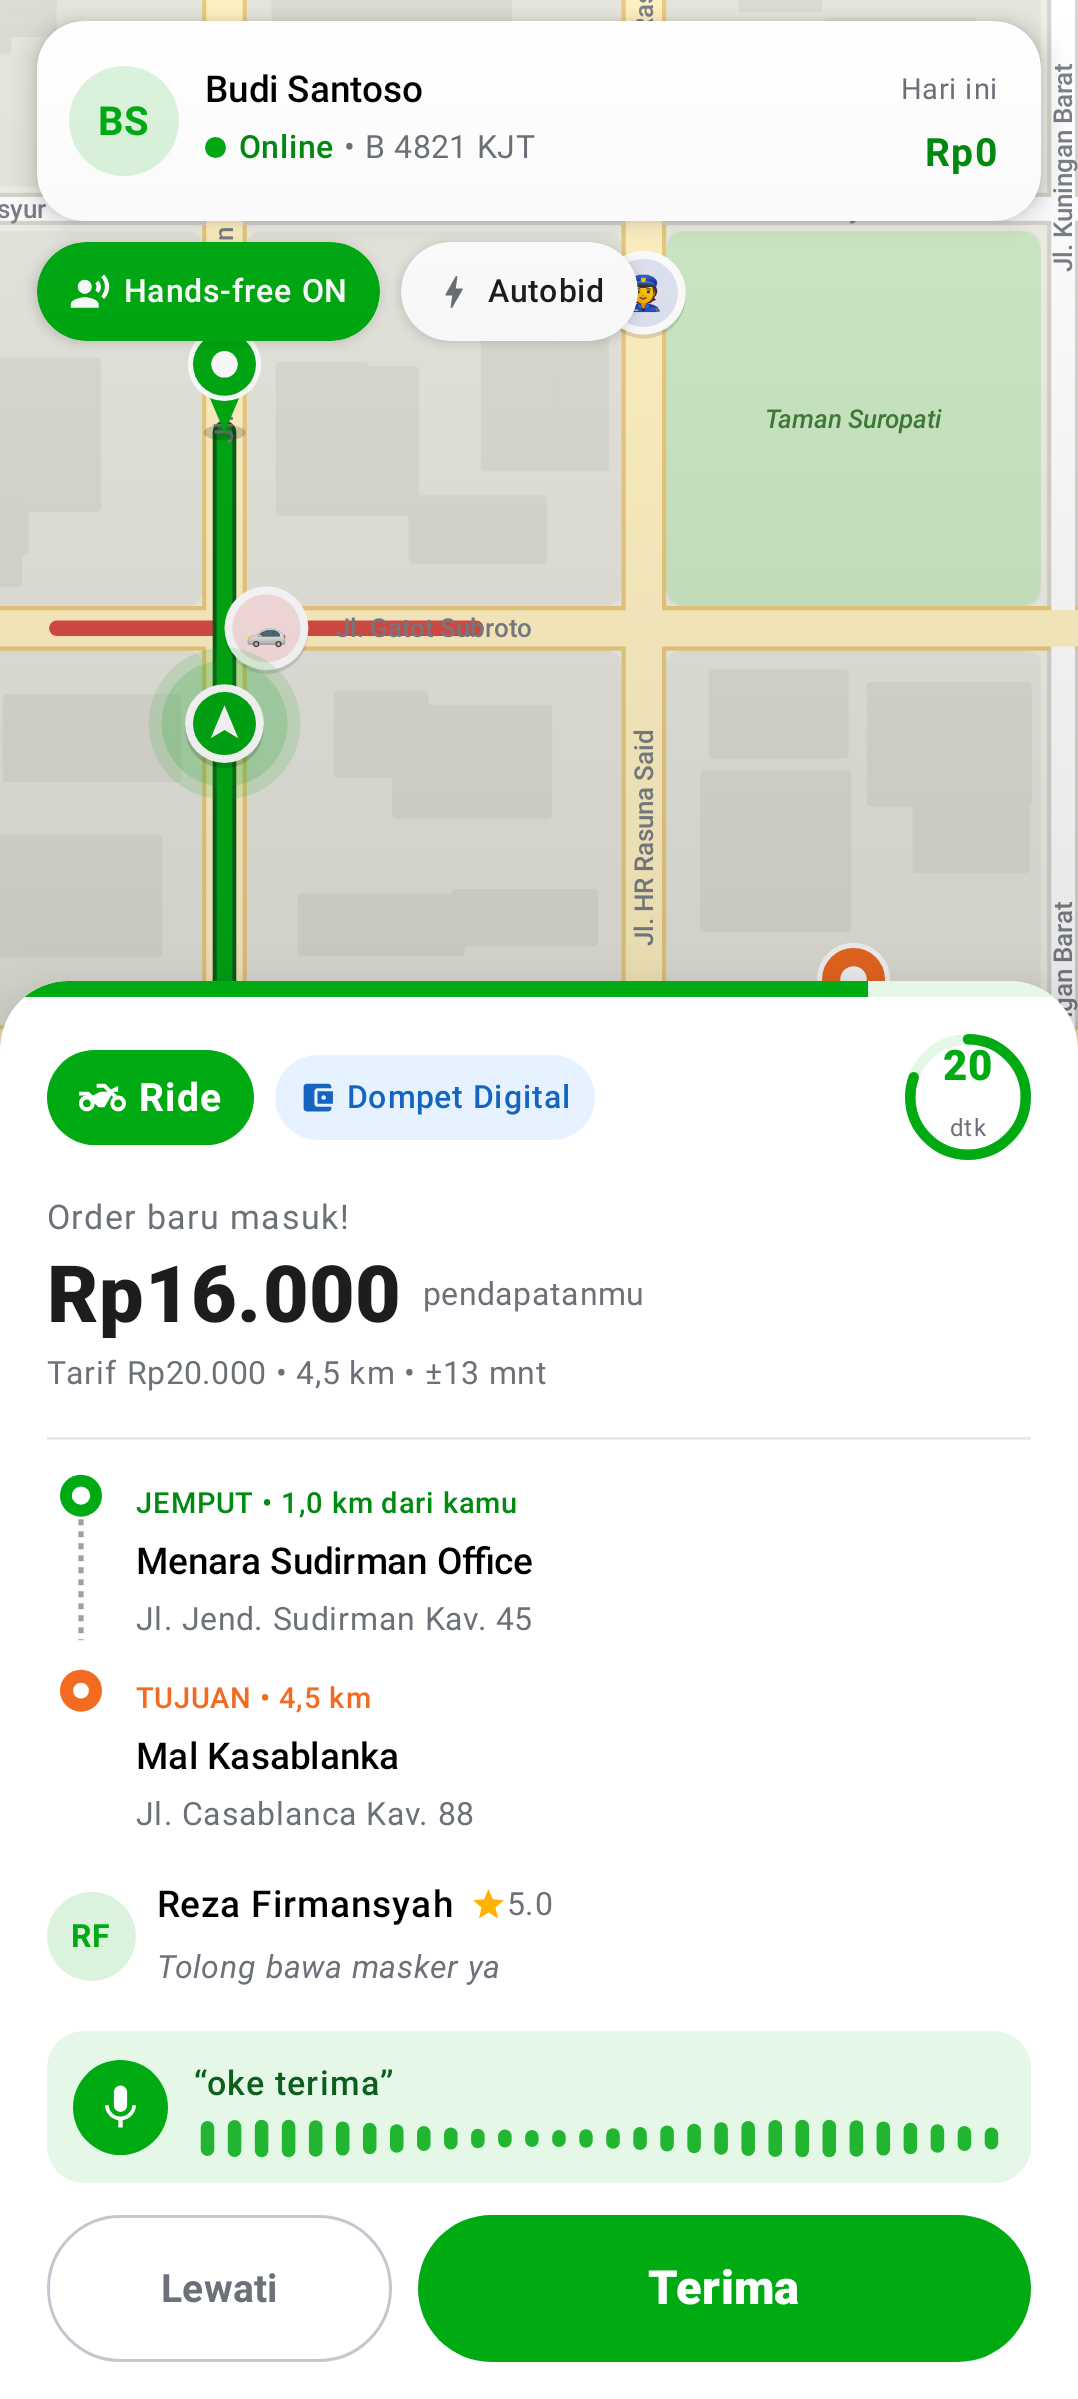 BS
Budi Santoso
Online • B 4821 KJT
Hari ini
Rp0
Jl. Kuningan Barat
syur
Hands-free ON
Autobid
Taman Suropati
Jl. Gatot Subroto
Jl. HR Rasuna Said
gan Barat
Ride
Dompet Digital
20
dtk
Order baru masuk!
Rp16.000 pendapatanmu
Tarif Rp20.000 • 4,5 km • ±13 mnt
JEMPUT • 1,0 km dari kamu
Menara Sudirman Office
Jl. Jend. Sudirman Kav. 45
TUJUAN • 4,5 km
Mal Kasablanka
Jl. Casablanca Kav. 88
RF
Reza Firmansyah 5.0
Tolong bawa masker ya
“oke terima”
Lewati
Terima